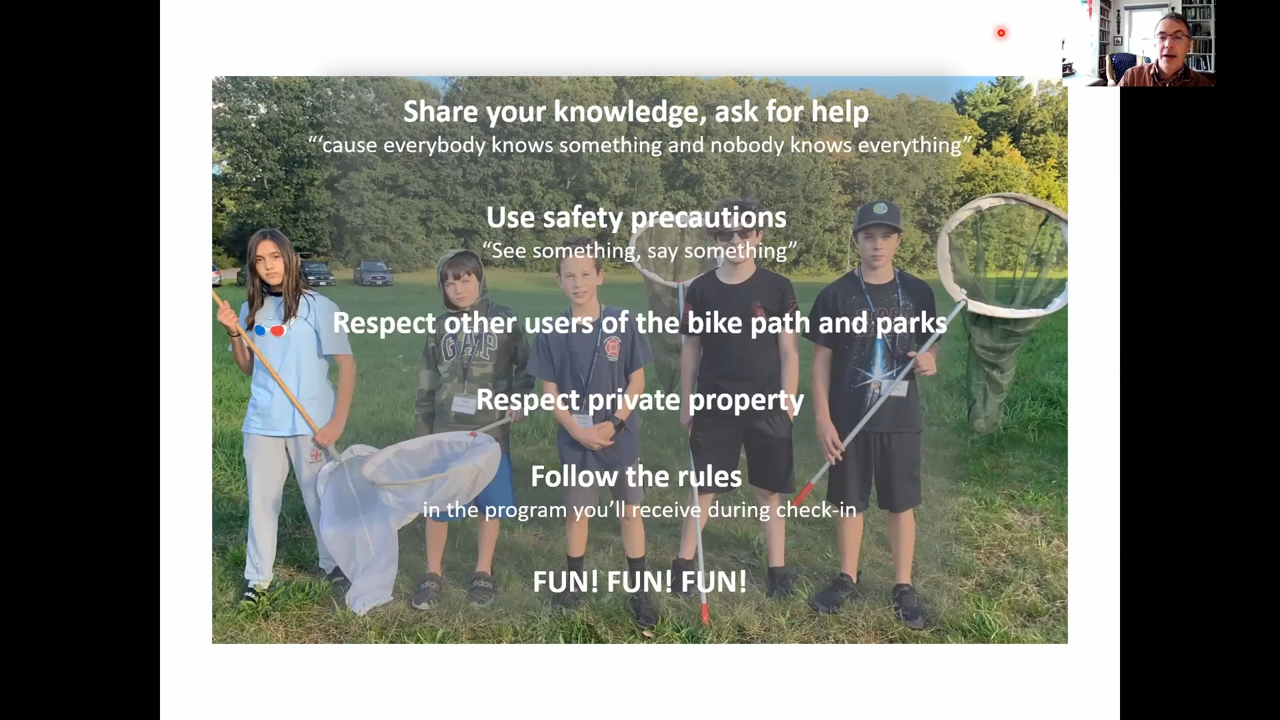 Share your knowledge, ask for help
“‘cause everybody knows something and nobody knows everything”
Use safety precautions
“See something, say something”
Respect other users of the bike path and parks
GAP
Respect private property
Follow the rules
in the program you’ll receive during check-in
FUN! FUN! FUN!